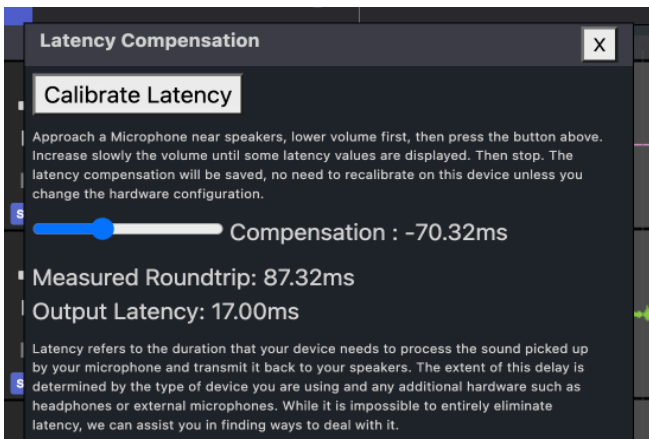 Latency Compensation
X
Calibrate Latency
Approach a Microphone near speakers, lower volume first, then press the button above.
Increase slowly the volume until some latency values are displayed. Then stop. The
latency compensation will be saved, no need to recalibrate on this device unless you
change the hardware configuration.
Compensation : -70.32ms
Measured Roundtrip: 87.32ms
Output Latency: 17.00ms
Latency refers to the duration that your device needs to process the sound picked up
by your microphone and transmit it back to your speakers. The extent of this delay is
determined by the type of device you are using and any additional hardware such as
headphones or external microphones. While it is impossible to entirely eliminate
latency, we can assist you in finding ways to deal with it.